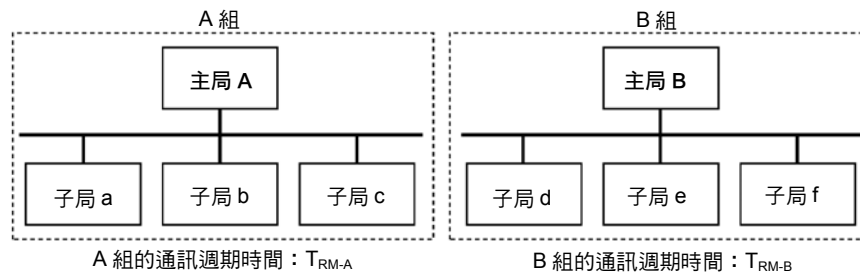 A 組
B 組
主局 A
主局 B
子局 a
子局 b
子局 c
子局 d
子局 e
子局 f
A 組的通訊週期時間：TRM-A
B 組的通訊週期時間：TRM-B